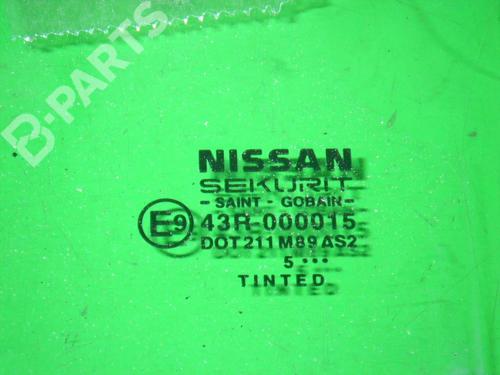 B-PARTS
NISSAN
SEKURIT
- SAINT - GOBAIN -
E9 43R-000015
DOT 211 M89 AS2
5 •••
TINTED